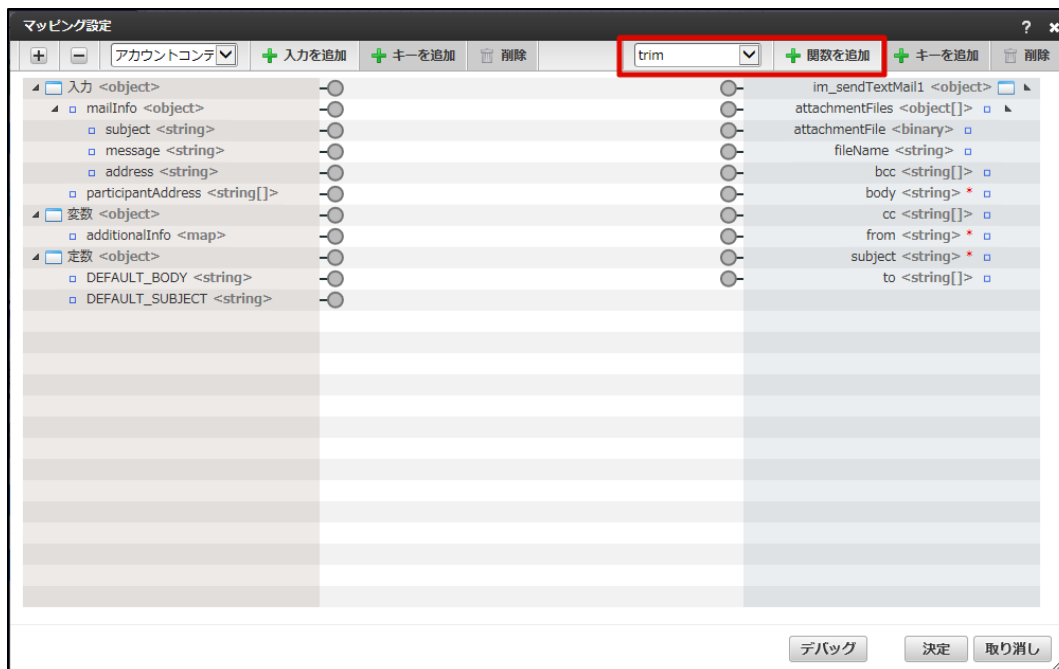 マッピング設定
?
アカウントコンテ 入力を追加 キーを追加 削除 trim 関数を追加 キーを追加 削除
入力 <object> im_sendTextMail1 <object>
mailInfo <object> attachmentFiles <object[]>
subject <string> attachmentFile <binary>
message <string> fileName <string>
address <string> bcc <string[]>
participantAddress <string[]> body <string> *
変数 <object> cc <string[]>
additionalInfo <map> from <string> *
定数 <object> subject <string> *
DEFAULT_BODY <string> to <string[]>
DEFAULT_SUBJECT <string>
デバッグ 決定 取り消し